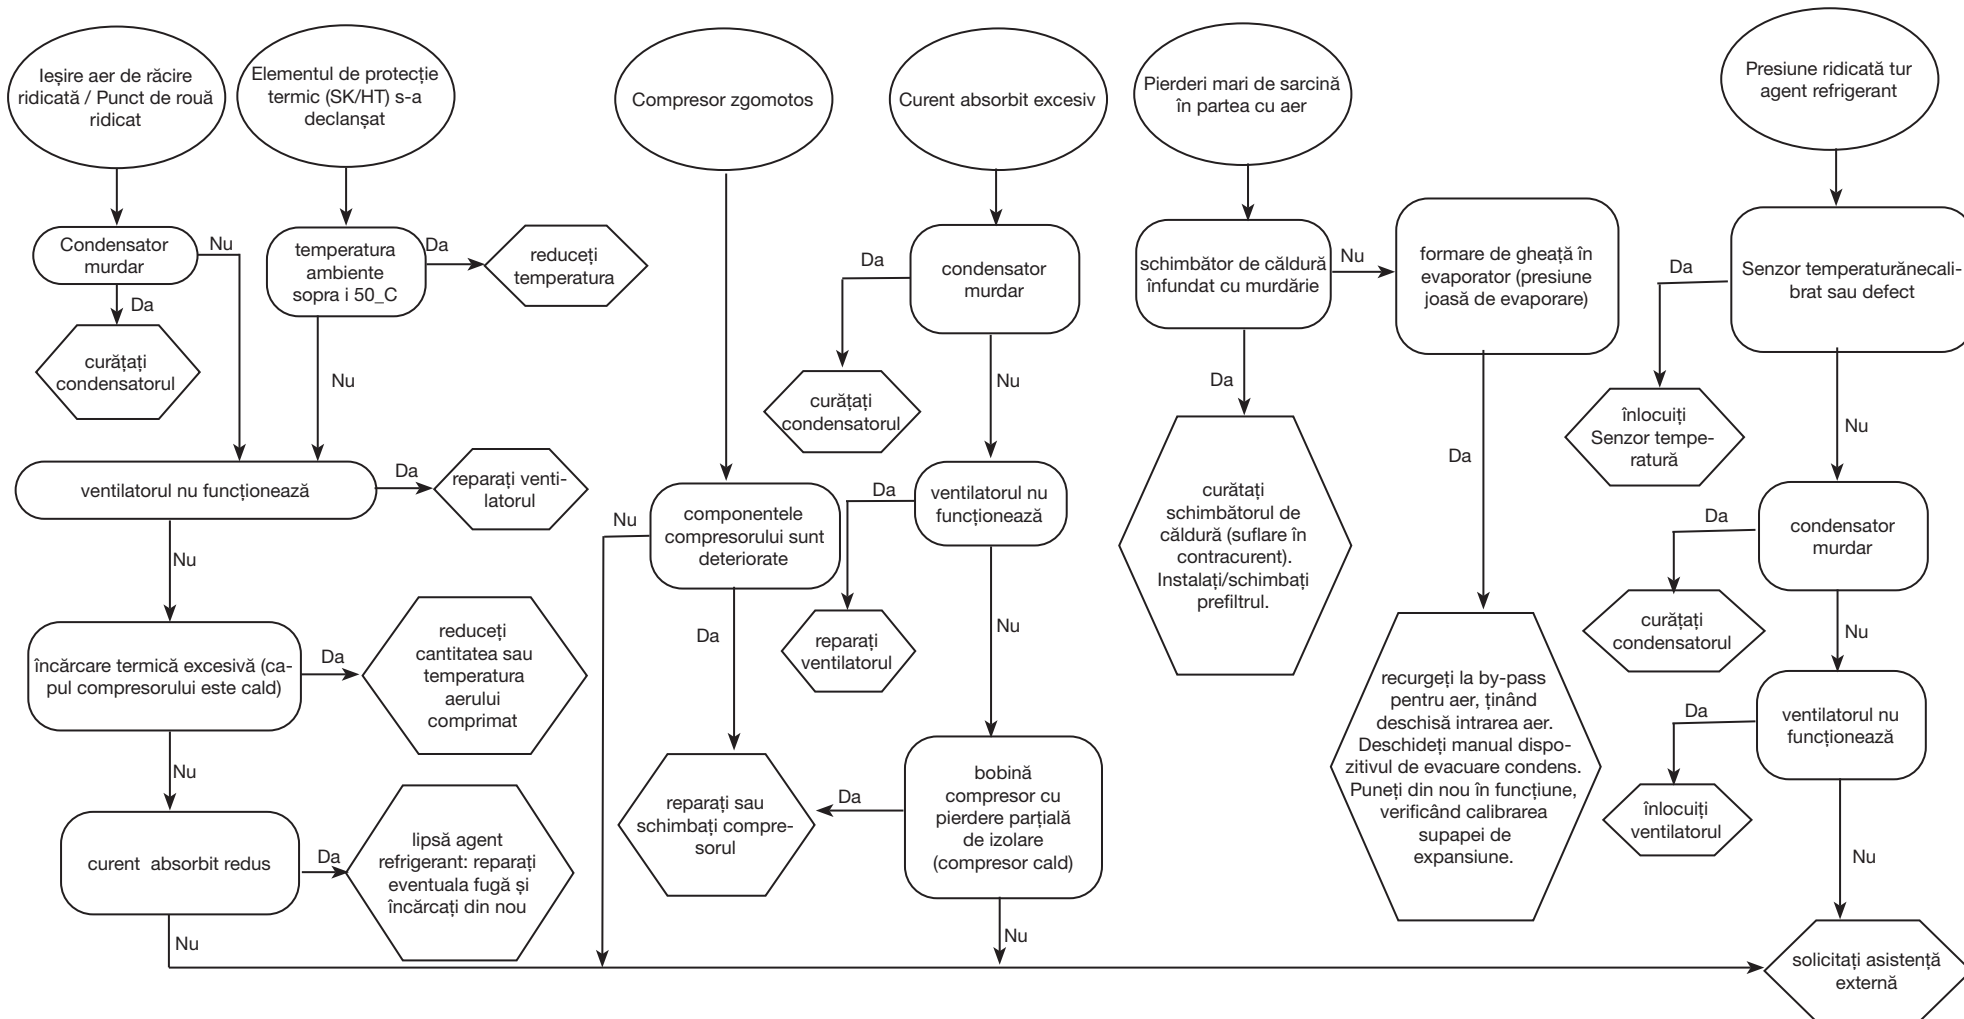 Ieșire aer de răcire
ridicată / Punct de rouă
ridicat
Condensator
murdar
Nu
Da
curățați
condensatorul
Elementul de protecție
termic (SK/HT) s-a
declanșat
temperatura
ambiente
sopra i 50_C
Da
reduceți
temperatura
Nu
ventilatorul nu funcționează
Da
reparați venti-
latorul
Nu
încărcare termică excesivă (ca-
pul compresorului este cald)
Da
reduceți
cantitatea sau
temperatura
aerului
comprimat
Nu
curent  absorbit redus
Da
lipsă agent
refrigerant: reparați
eventuala fugă și
încărcați din nou
Nu
Compresor zgomotos
Nu
componentele
compresorului sunt
deteriorate
Da
reparați sau
schimbați compre-
sorul
Curent absorbit excesiv
Da
condensator
murdar
curățați
condensatorul
Nu
Da
ventilatorul nu
funcționează
reparați
ventilatorul
Nu
Da
bobină
compresor cu
pierdere parțială
de izolare
(compresor cald)
Nu
Pierderi mari de sarcină
în partea cu aer
schimbător de căldură
înfundat cu murdărie
Nu
Da
curătati
schimbătorul de
căldură (suflare în
contracurent).
Instalați/schimbați
prefiltrul.
formare de gheață în
evaporator (presiune
joasă de evaporare)
Da
recurgeți la by-pass
pentru aer, ținând
deschisă intrarea aer.
Deschideți manual dispo-
zitivul de evacuare condens.
Puneți din nou în funcțiune,
verificând calibrarea
supapei de
expansiune.
Presiune ridicată tur
agent refrigerant
Da
Senzor temperaturănecali-
brat sau defect
înlocuiți
Senzor tempe-
ratură
Nu
Da
condensator
murdar
curățați
condensatorul
Nu
Da
ventilatorul nu
funcționează
înlocuiți
ventilatorul
Nu
solicitați asistență
externă